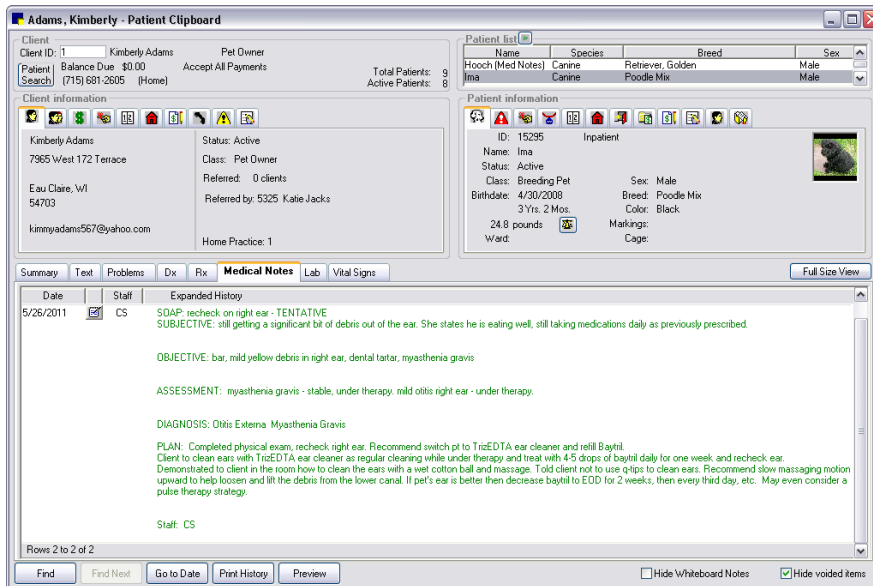 Adams, Kimberly - Patient Clipboard
Client
Client ID: 1 Kimberly Adams Pet Owner
Patient Search
Balance Due $0.00 Accept All Payments
(715) 681-2605 (Home)
Total Patients: 9
Active Patients: 8
Patient list
Name Species Breed Sex
Hooch (Med Notes) Canine Retriever, Golden Male
Ima Canine Poodle Mix Male
Client information
Kimberly Adams
7965 West 172 Terrace
Eau Claire, WI
54703
kimmyadams567@yahoo.com
Status: Active
Class: Pet Owner
Referred: 0 clients
Referred by: 5325 Katie Jacks
Home Practice: 1
Patient information
ID: 15295 Inpatient
Name: Ima
Status: Active
Class: Breeding Pet Sex: Male
Birthdate: 4/30/2008 Breed: Poodle Mix
3 Yrs. 2 Mos. Color: Black
24.8 pounds Markings:
Ward: Cage:
Summary Text Problems Dx Rx Medical Notes Lab Vital Signs Full Size View
Date Staff Expanded History
5/26/2011 CS SOAP: recheck on right ear - TENTATIVE
SUBJECTIVE: still getting a significant bit of debris out of the ear. She states he is eating well, still taking medications daily as previously prescribed.
OBJECTIVE: bar, mild yellow debris in right ear, dental tartar, myasthenia gravis
ASSESSMENT: myasthenia gravis - stable, under therapy. mild otitis right ear - under therapy.
DIAGNOSIS: Otitis Externa Myasthenia Gravis
PLAN: Completed physical exam, recheck right ear. Recommend switch pt to TrizEDTA ear cleaner and refill Baytril.
Client to clean ears with TrizEDTA ear cleaner as regular cleaning while under therapy and treat with 4-5 drops of baytril daily for one week and recheck ear.
Demonstrated to client in the room how to clean the ears with a wet cotton ball and massage. Told client not to use q-tips to clean ears. Recommend slow massaging motion
upward to help loosen and lift the debris from the lower canal. If pet's ear is better then decrease baytril to EOD for 2 weeks, then every third day, etc. May even consider a
pulse therapy strategy.
Staff: CS
Rows 2 to 2 of 2
Find Find Next Go to Date Print History Preview Hide Whiteboard Notes Hide voided items